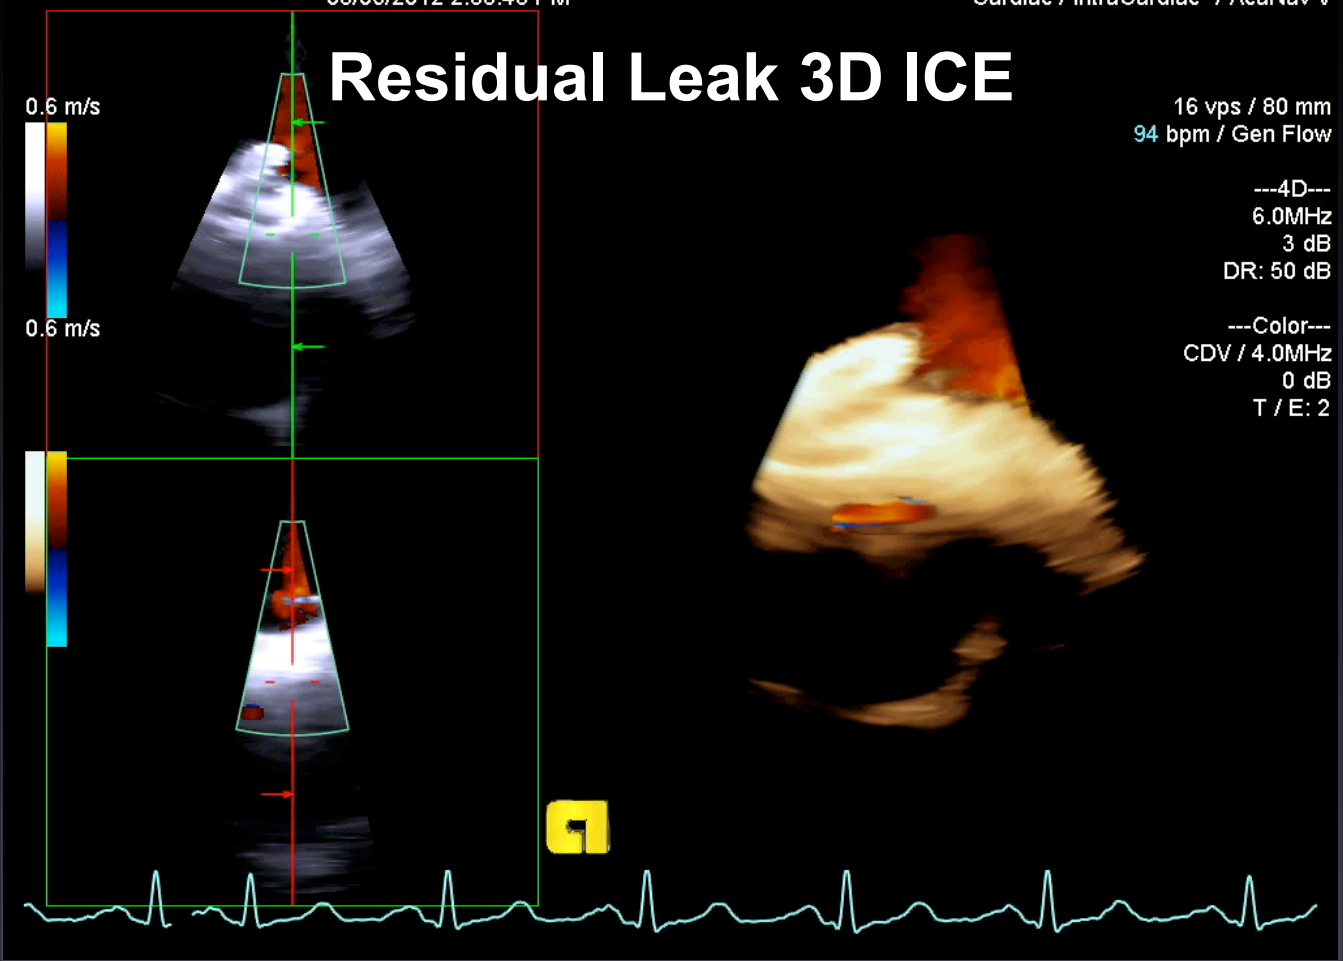 Residual Leak 3D ICE
0.6 m/s
0.6 m/s
16 vps / 80 mm
94 bpm / Gen Flow
---4D---
6.0MHz
3 dB
DR: 50 dB
---Color---
CDV / 4.0MHz
0 dB
T / E: 2